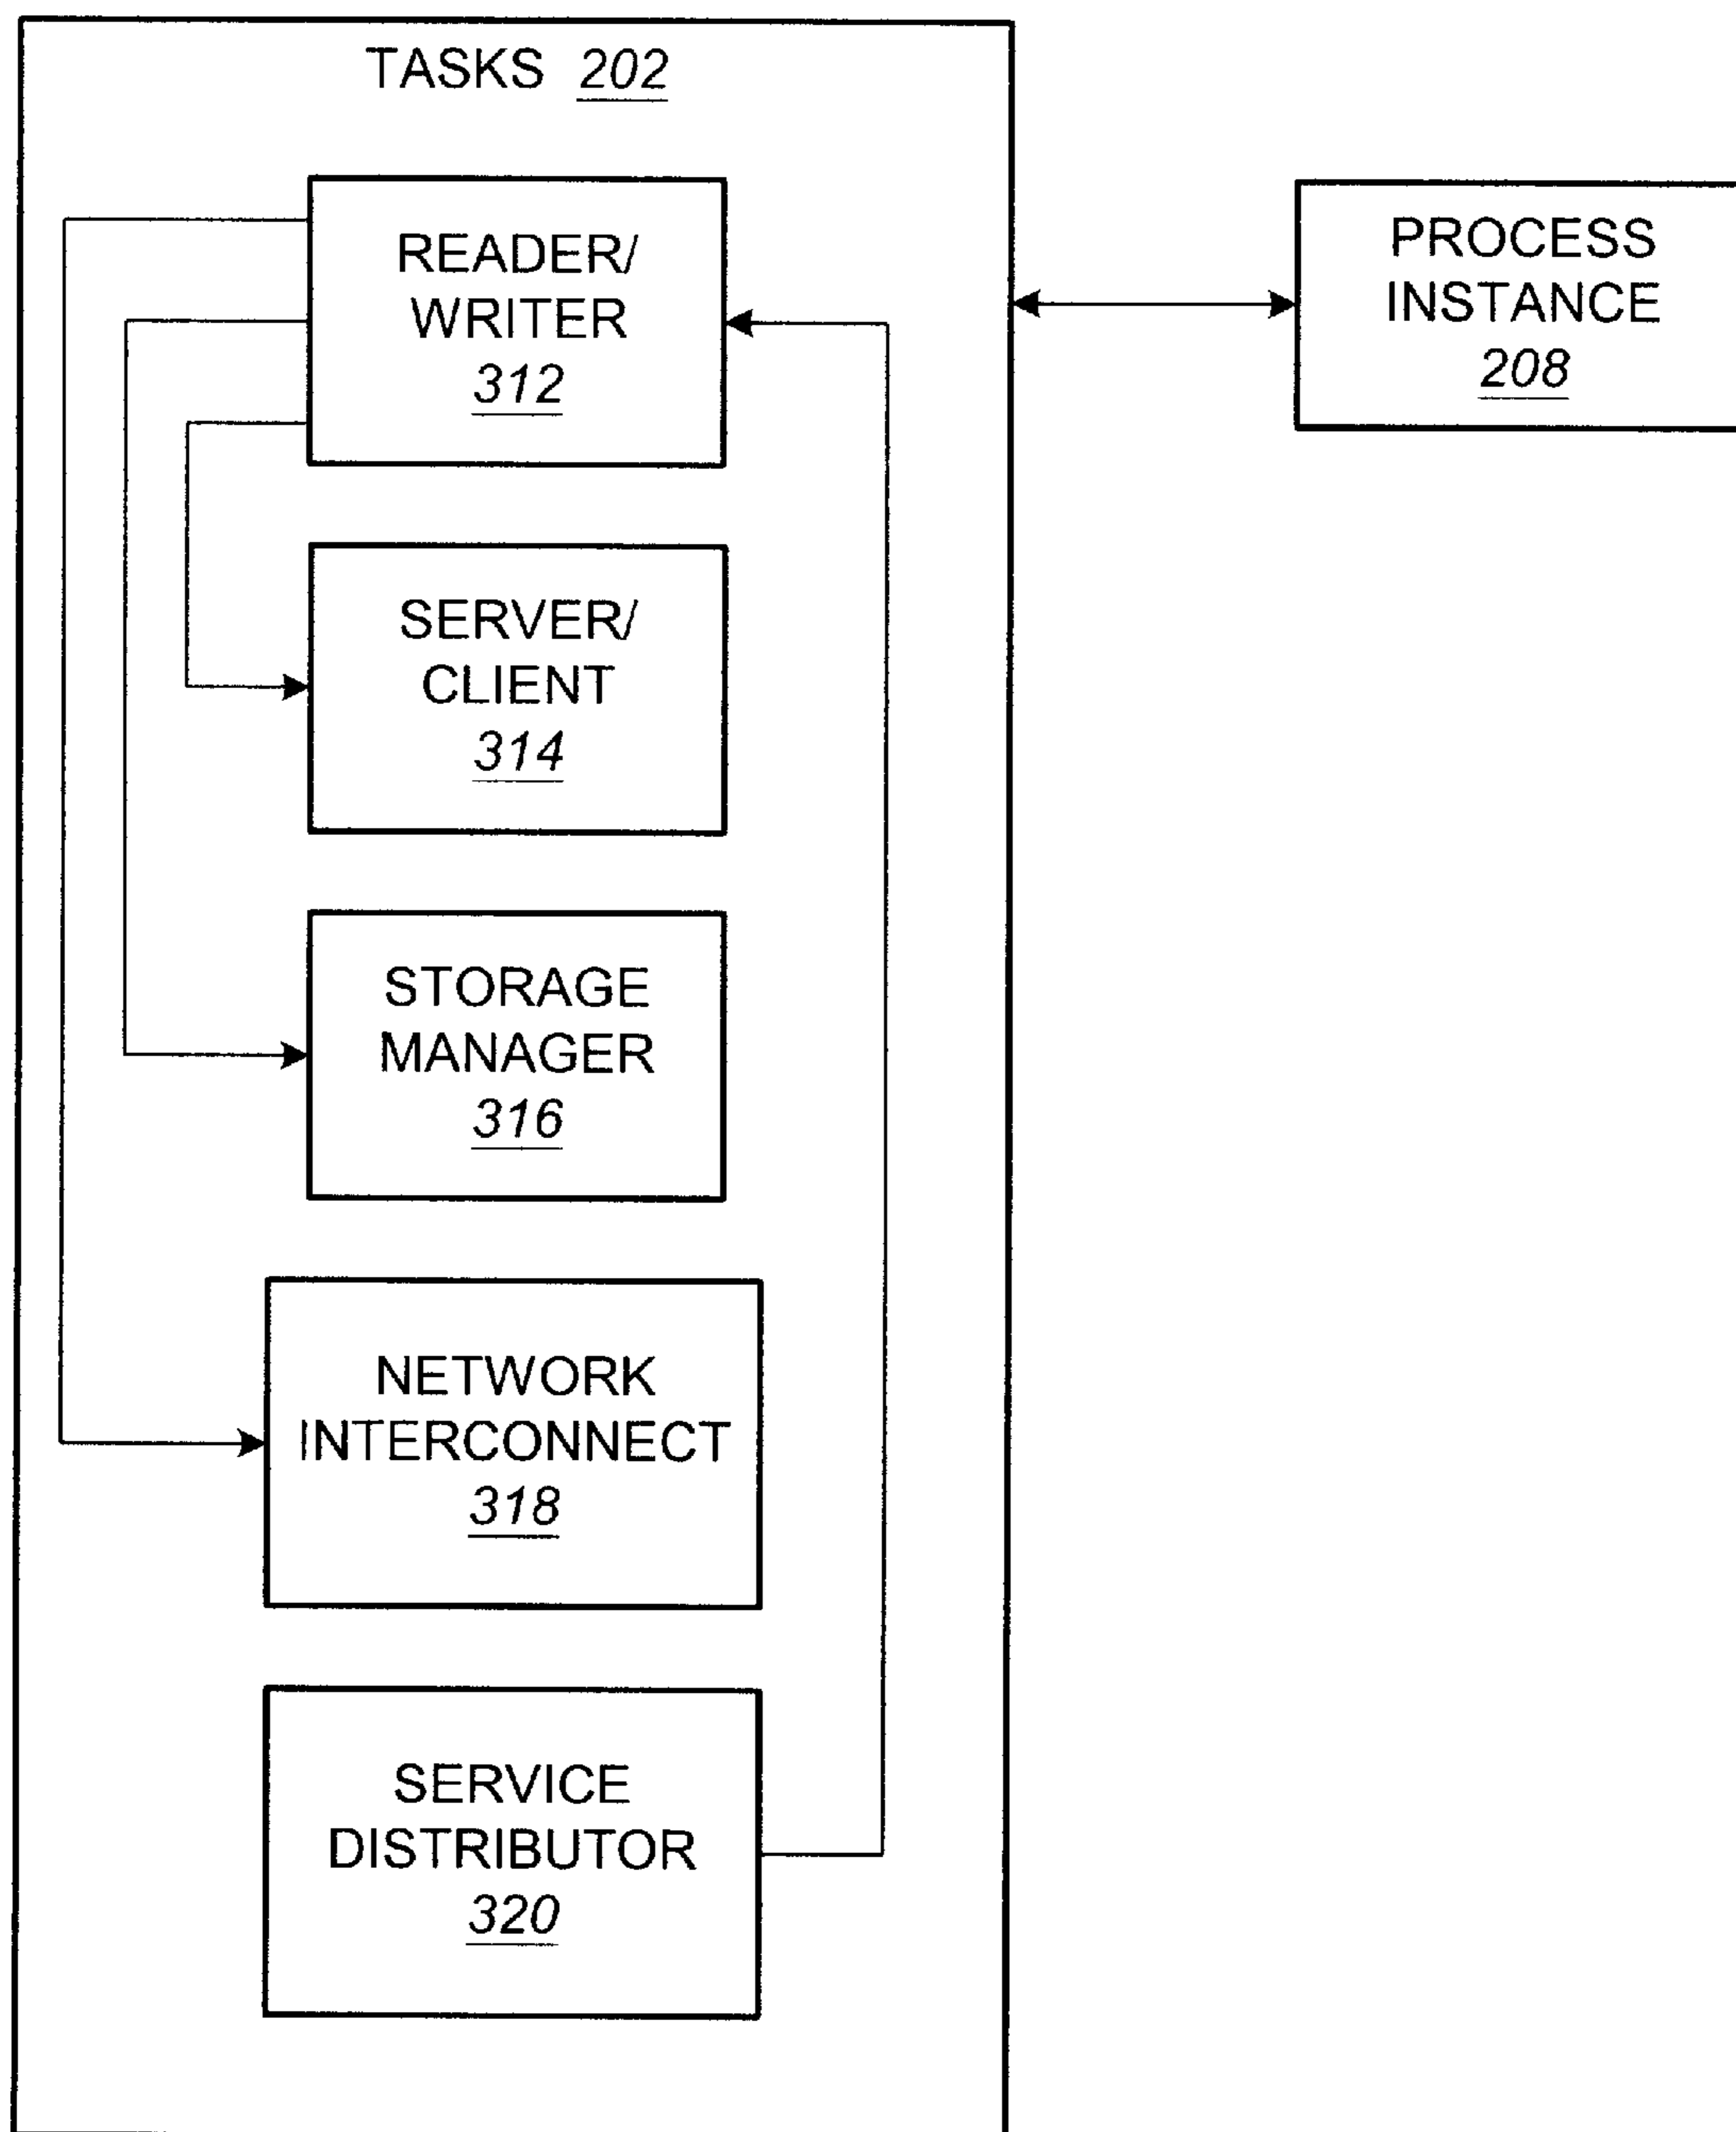 TASKS 202
READER/
WRITER
312
SERVER/
CLIENT
314
STORAGE
MANAGER
316
NETWORK
INTERCONNECT
318
SERVICE
DISTRIBUTOR
320
PROCESS
INSTANCE
208